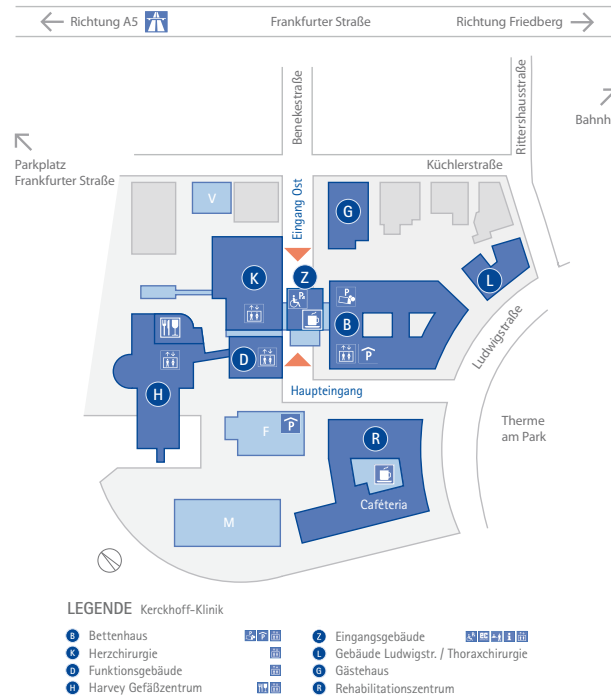 Richtung A5
Frankfurter Straße
Richtung Friedberg
Benekestraße
Rittershausstraße
Bahnh
Parkplatz
Frankfurter Straße
Küchlerstraße
V
Eingang Ost
G
K
Z
L
P
B
P
Ludwigstraße
D
H
Haupteingang
F
P
R
Therme
am Park
Caféteria
M
LEGENDE Kerckhoff-Klinik
B Bettenhaus
K Herzchirurgie
D Funktionsgebäude
H Harvey Gefäßzentrum
Z Eingangsgebäude
L Gebäude Ludwigstr. / Thoraxchirurgie
G Gästehaus
R Rehabilitationszentrum